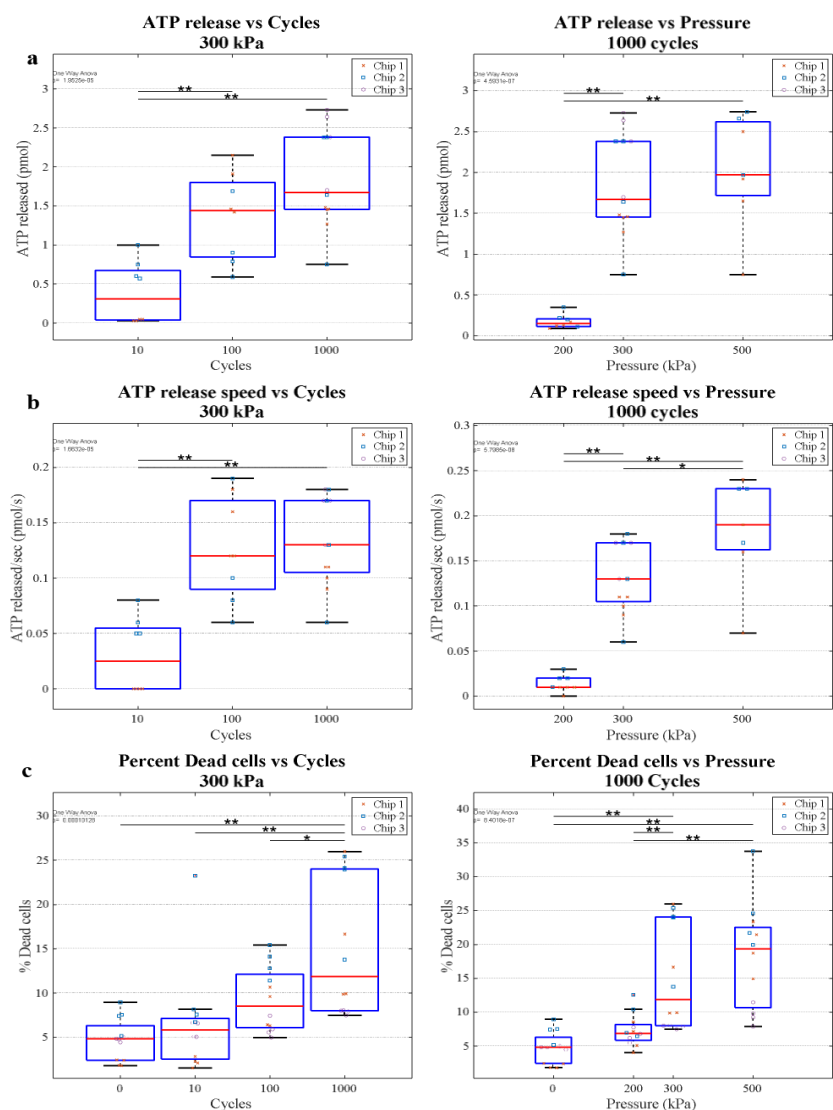 a
ATP release vs Cycles
300 kPa
One Way Anova
p= 1.9525e-05
Chip 1
Chip 2
Chip 3
**
**
3
2.5
2
1.5
1
0.5
0
ATP released (pmol)
10 100 1000
Cycles
ATP release vs Pressure
1000 cycles
One Way Anova
Chip 1
Chip 2
Chip 3
**
**
3
2.5
2
1.5
1
0.5
0
200 300 500
Pressure (kPa)
b
ATP release speed vs Cycles
300 kPa
One Way Anova
Chip 1
Chip 2
Chip 3
**
**
0.2
0.15
0.1
0.05
0
ATP released/sec (pmol/s)
10 100 1000
Cycles
ATP release speed vs Pressure
1000 cycles
One Way Anova
Chip 1
Chip 2
Chip 3
**
**
*
0.3
0.25
0.2
0.15
0.1
0.05
0
200 300 500
Pressure (kPa)
c
Percent Dead cells vs Cycles
300 kPa
One Way Anova
Chip 1
Chip 2
Chip 3
**
**
*
30
25
20
15
10
5
% Dead cells
0 10 100 1000
Cycles
Percent Dead cells vs Pressure
1000 Cycles
One Way Anova
Chip 1
Chip 2
Chip 3
**
**
**
**
40
35
30
25
20
15
10
5
% Dead cells
0 200 300 500
Pressure (kPa)